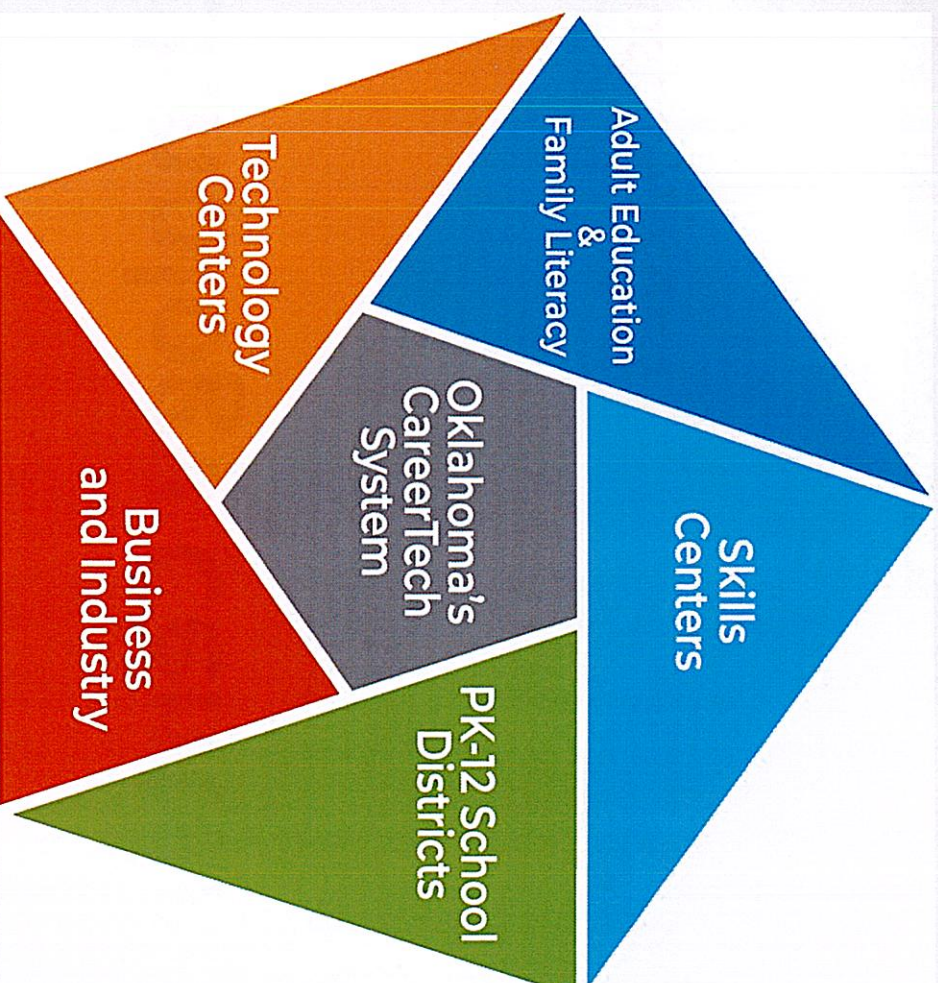 Adult Education
&
Family Literacy
Skills
Centers
Technology
Centers
Oklahoma's
CareerTech
System
PK-12 School
Districts
Business
and Industry